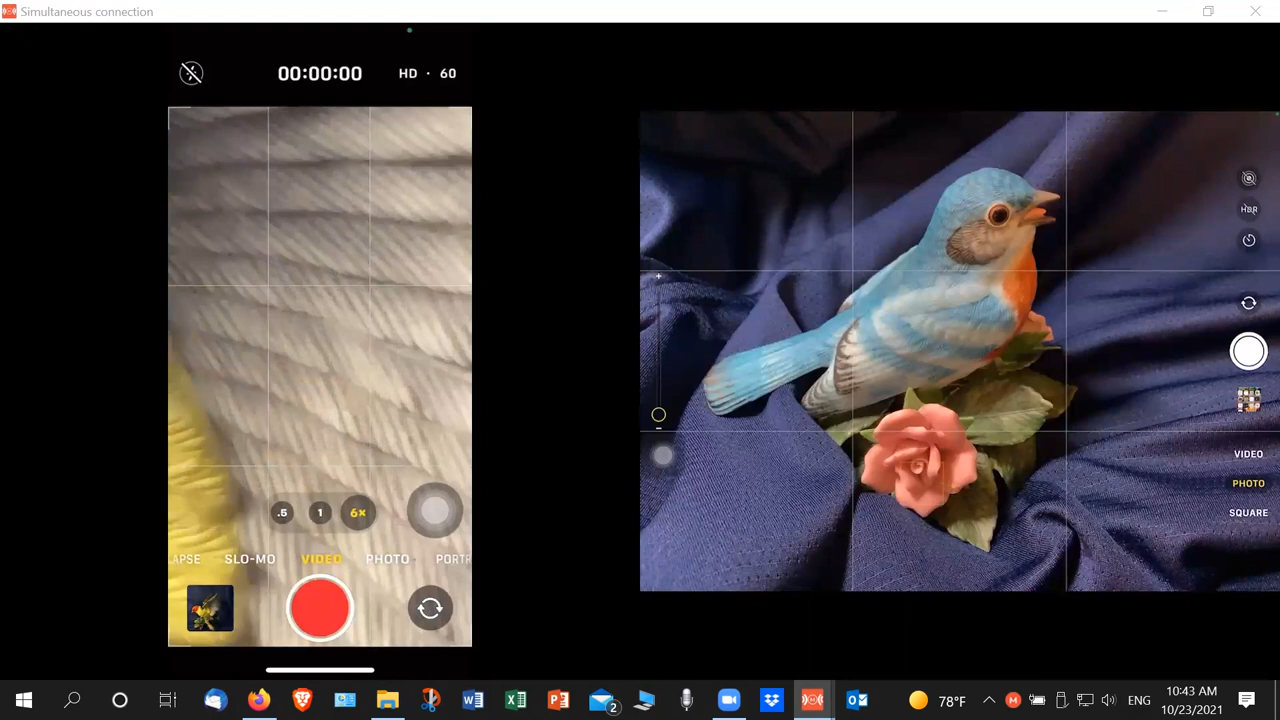 Simultaneous connection
00:00:00
HD · 60
HDR
.5 1 6×
LAPSE SLO-MO VIDEO PHOTO PORTR
VIDEO
PHOTO
SQUARE
2
78°F
ENG
10:43 AM
10/23/2021